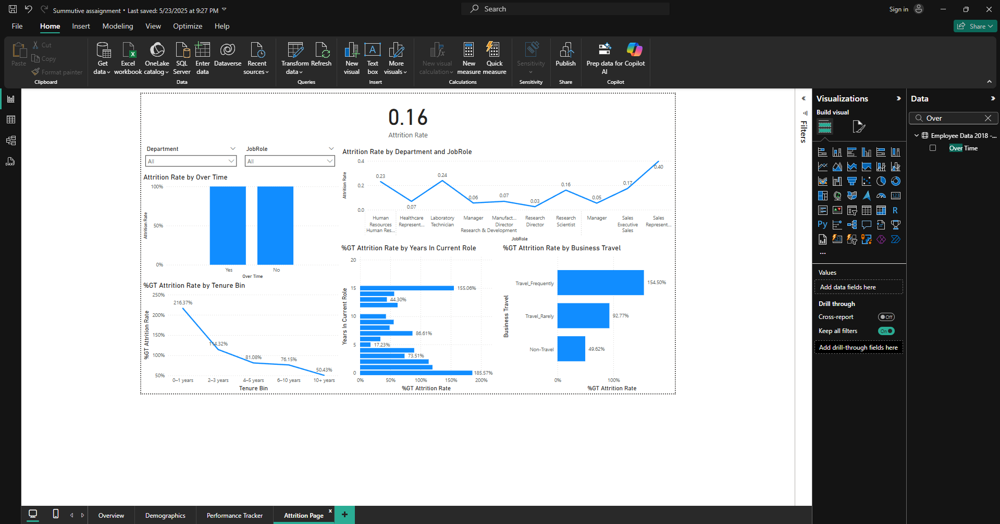 Summutive assaignment • Last saved: 5/23/2025 at 9:27 PM
Search
Sign in
File
Home
Insert
Modeling
View
Optimize
Help
Share
Paste
Cut
Copy
Format painter
Clipboard
Get data
Excel workbook
OneLake catalog
SQL Server
Enter data
Dataverse
Recent sources
Data
Transform data
Refresh
Queries
New visual
Text box
More visuals
Insert
New visual calculation
New measure
Quick measure
Calculations
Sensitivity
Sensitivity
Publish
Share
Prep data for AI
Copilot
Copilot
0.16
Attrition Rate
Department
All
JobRole
All
Attrition Rate by Over Time
Attrition Rate
100%
50%
0%
Yes
No
Over Time
Attrition Rate by Department and JobRole
Attrition Rate
0.4
0.2
0.0
0.23
0.07
0.24
0.06
0.07
0.03
0.16
0.05
0.17
0.40
Human Resources
Healthcare Represent...
Laboratory Technician
Manager
Manufact... Director
Research Director
Research Scientist
Manager
Sales Executive
Sales Represent...
Human Res...
Research & Development
Sales
JobRole
%GT Attrition Rate by Tenure Bin
%GT Attrition Rate
250%
200%
150%
100%
50%
216.37%
114.32%
81.08%
76.15%
50.43%
0–1 years
2–3 years
4–5 years
6–10 years
10+ years
Tenure Bin
%GT Attrition Rate by Years In Current Role
Years In Current Role
20
15
10
5
0
155.06%
44.30%
86.61%
17.23%
73.51%
185.57%
0%
50%
100%
150%
200%
%GT Attrition Rate
%GT Attrition Rate by Business Travel
Business Travel
Travel_Frequently
154.50%
Travel_Rarely
92.77%
Non-Travel
49.62%
0%
100%
%GT Attrition Rate
Filters
Visualizations
Build visual
R
Py
123
...
Values
Add data fields here
Drill through
Cross-report
Off
Keep all filters
On
Add drill-through fields here
Data
Over
Employee Data 2018 -...
Over Time
DAX
Overview
Demographics
Performance Tracker
Attrition Page